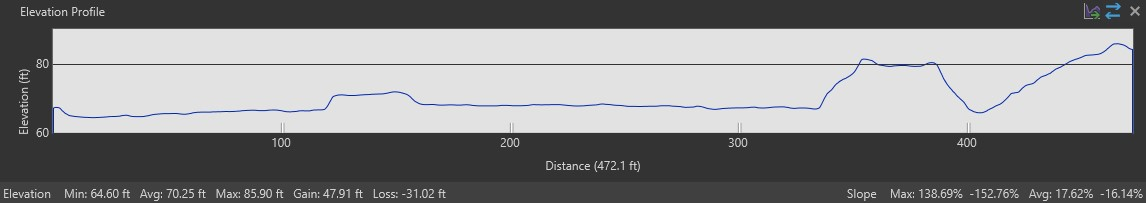 Elevation Profile
80
60
Elevation (ft)
100 200 300 400
Distance (472.1 ft)
Elevation Min: 64.60 ft Avg: 70.25 ft Max: 85.90 ft Gain: 47.91 ft Loss: -31.02 ft Slope Max: 138.69% -152.76% Avg: 17.62% -16.14%